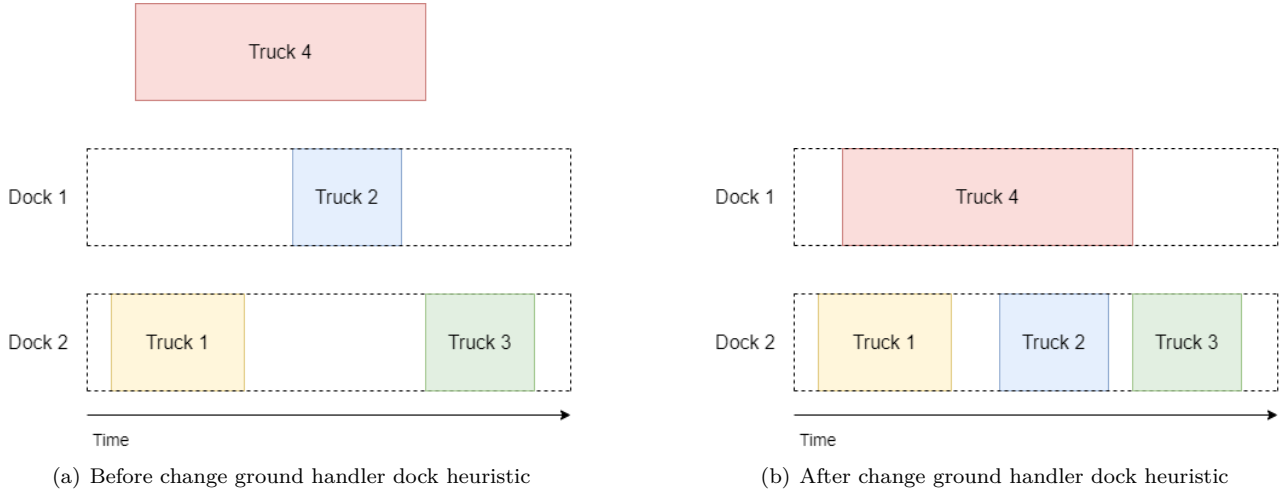 Truck 4
Dock 1
Truck 2
Dock 2
Truck 1
Truck 3
Time
(a) Before change ground handler dock heuristic
Dock 1
Truck 4
Dock 2
Truck 1
Truck 2
Truck 3
Time
(b) After change ground handler dock heuristic